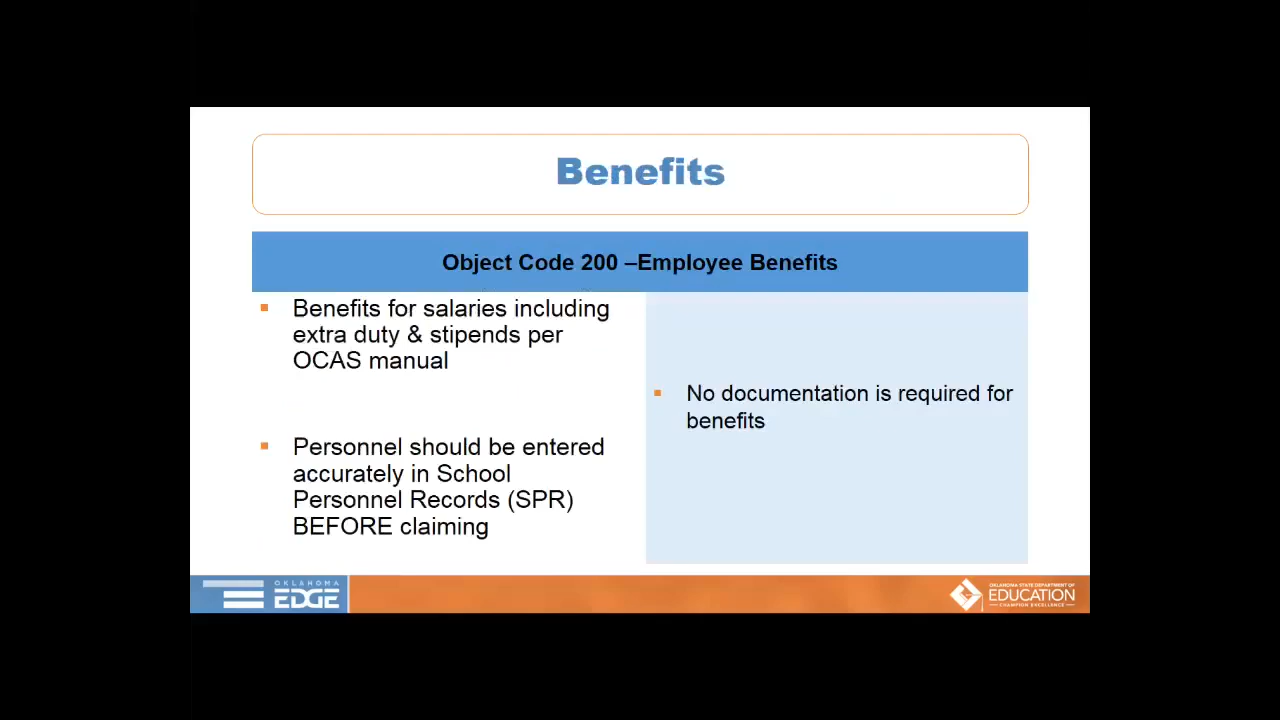 Benefits
Object Code 200 –Employee Benefits
Benefits for salaries including
extra duty & stipends per
OCAS manual
Personnel should be entered
accurately in School
Personnel Records (SPR)
BEFORE claiming
No documentation is required for
benefits
OKLAHOMA
EDGE
OKLAHOMA STATE DEPARTMENT OF
EDUCATION
CHAMPION EXCELLENCE